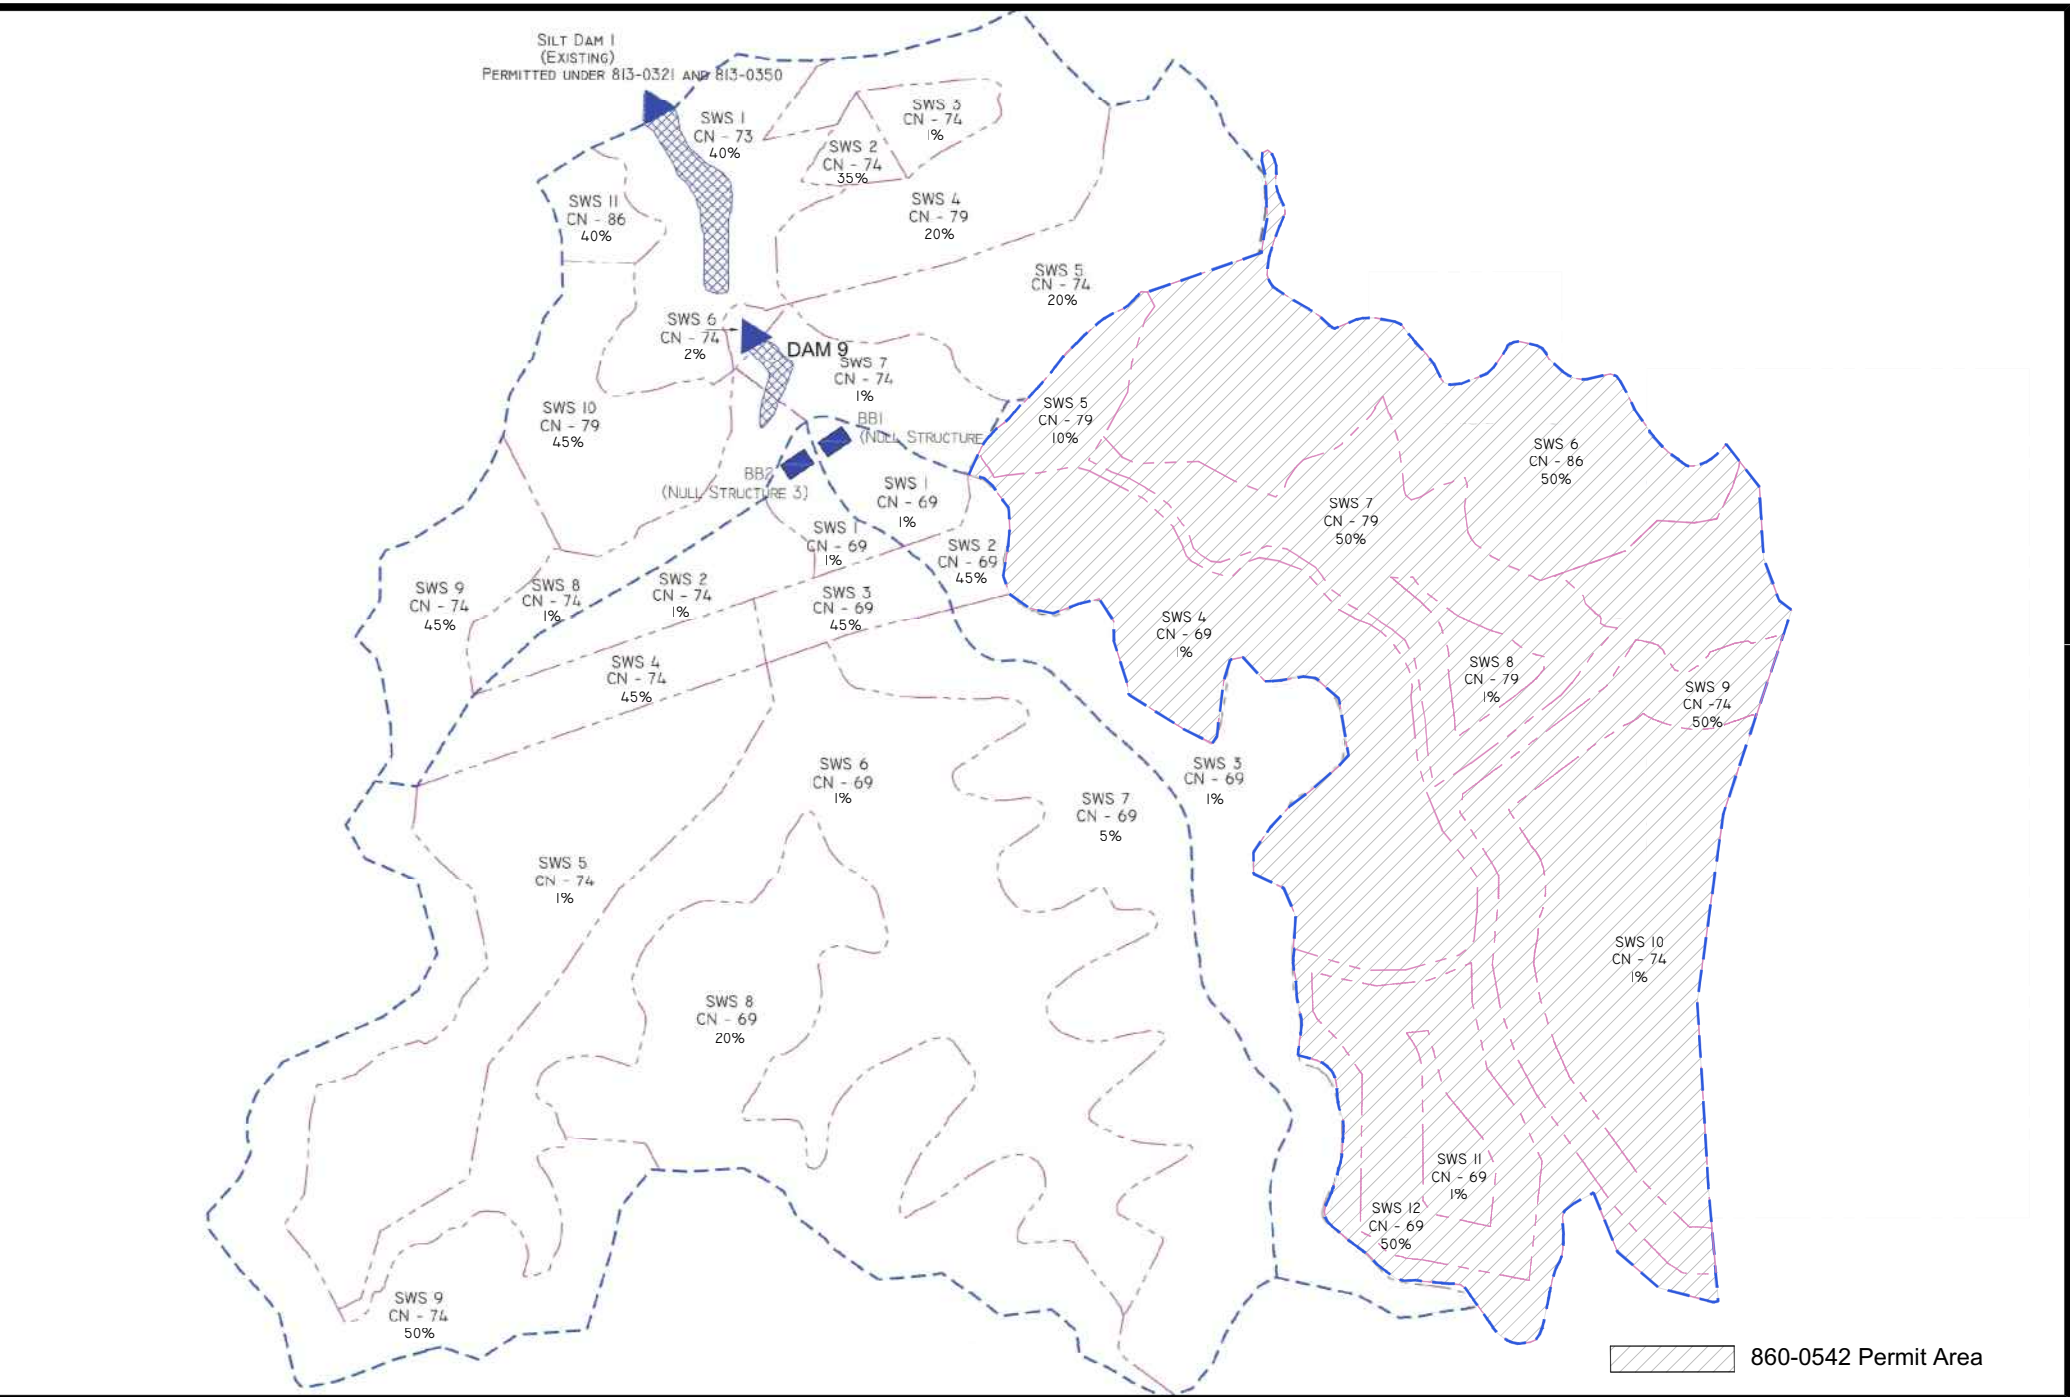 SILT DAM 1
(EXISTING)
PERMITTED UNDER 813-0321 AND 813-0350
SWS 1
CN - 73
40%
SWS 3
CN - 74
1%
SWS 2
CN - 74
35%
SWS 11
CN - 86
40%
SWS 4
CN - 79
20%
SWS 5
CN - 74
20%
SWS 6
CN - 74
2%
DAM 9
SWS 7
CN - 74
1%
SWS 10
CN - 79
45%
BB1
(NULL STRUCTURE
BB2
(NULL STRUCTURE 3)
SWS 1
CN - 69
1%
SWS 1
CN - 69
1%
SWS 2
CN - 69
45%
SWS 9
CN - 74
45%
SWS 8
CN - 74
1%
SWS 2
CN - 74
1%
SWS 3
CN - 69
45%
SWS 4
CN - 74
45%
SWS 5
CN - 79
10%
SWS 6
CN - 86
50%
SWS 7
CN - 79
50%
SWS 4
CN - 69
1%
SWS 8
CN - 79
1%
SWS 9
CN -74
50%
SWS 6
CN - 69
1%
SWS 7
CN - 69
5%
SWS 3
CN - 69
1%
SWS 5
CN - 74
1%
SWS 8
CN - 69
20%
SWS 10
CN - 74
1%
SWS 11
CN - 69
1%
SWS 12
CN - 69
50%
SWS 9
CN - 74
50%
860-0542 Permit Area